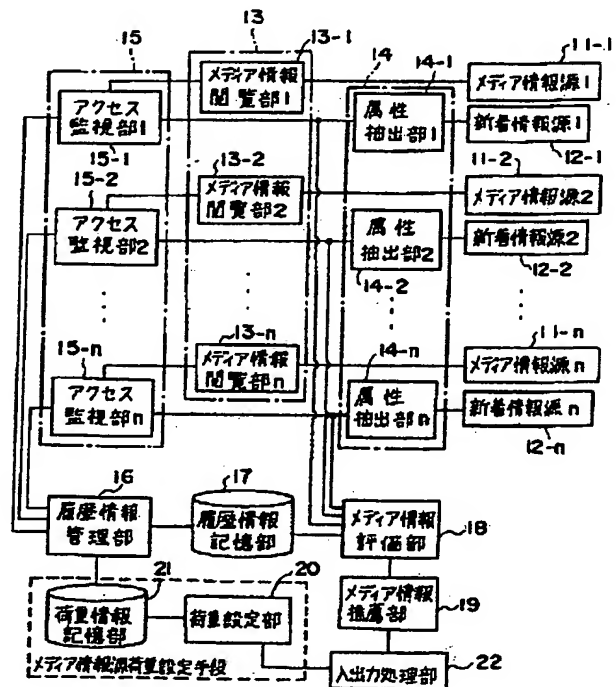 13
15
13-1
11-1
14
14-1
メディア情報
閲覧部1
メディア情報源1
アクセス
監視部1
属性
抽出部1
新着情報源1
15-1
12-1
15-2
13-2
11-2
メディア情報
閲覧部2
メディア情報源2
アクセス
監視部2
属性
抽出部2
新着情報源2
14-2
12-2
15-n
13-n
14-n
11-n
メディア情報
閲覧部n
メディア情報源n
アクセス
監視部n
属性
抽出部n
新着情報源n
12-n
16
17
履歴情報
管理部
履歴情報
記憶部
メディア情報
評価部
18
21
20
荷重情報
記憶部
荷重設定部
メディア情報
推薦部
19
メディア情報源荷重設定手段
入出力処理部
22